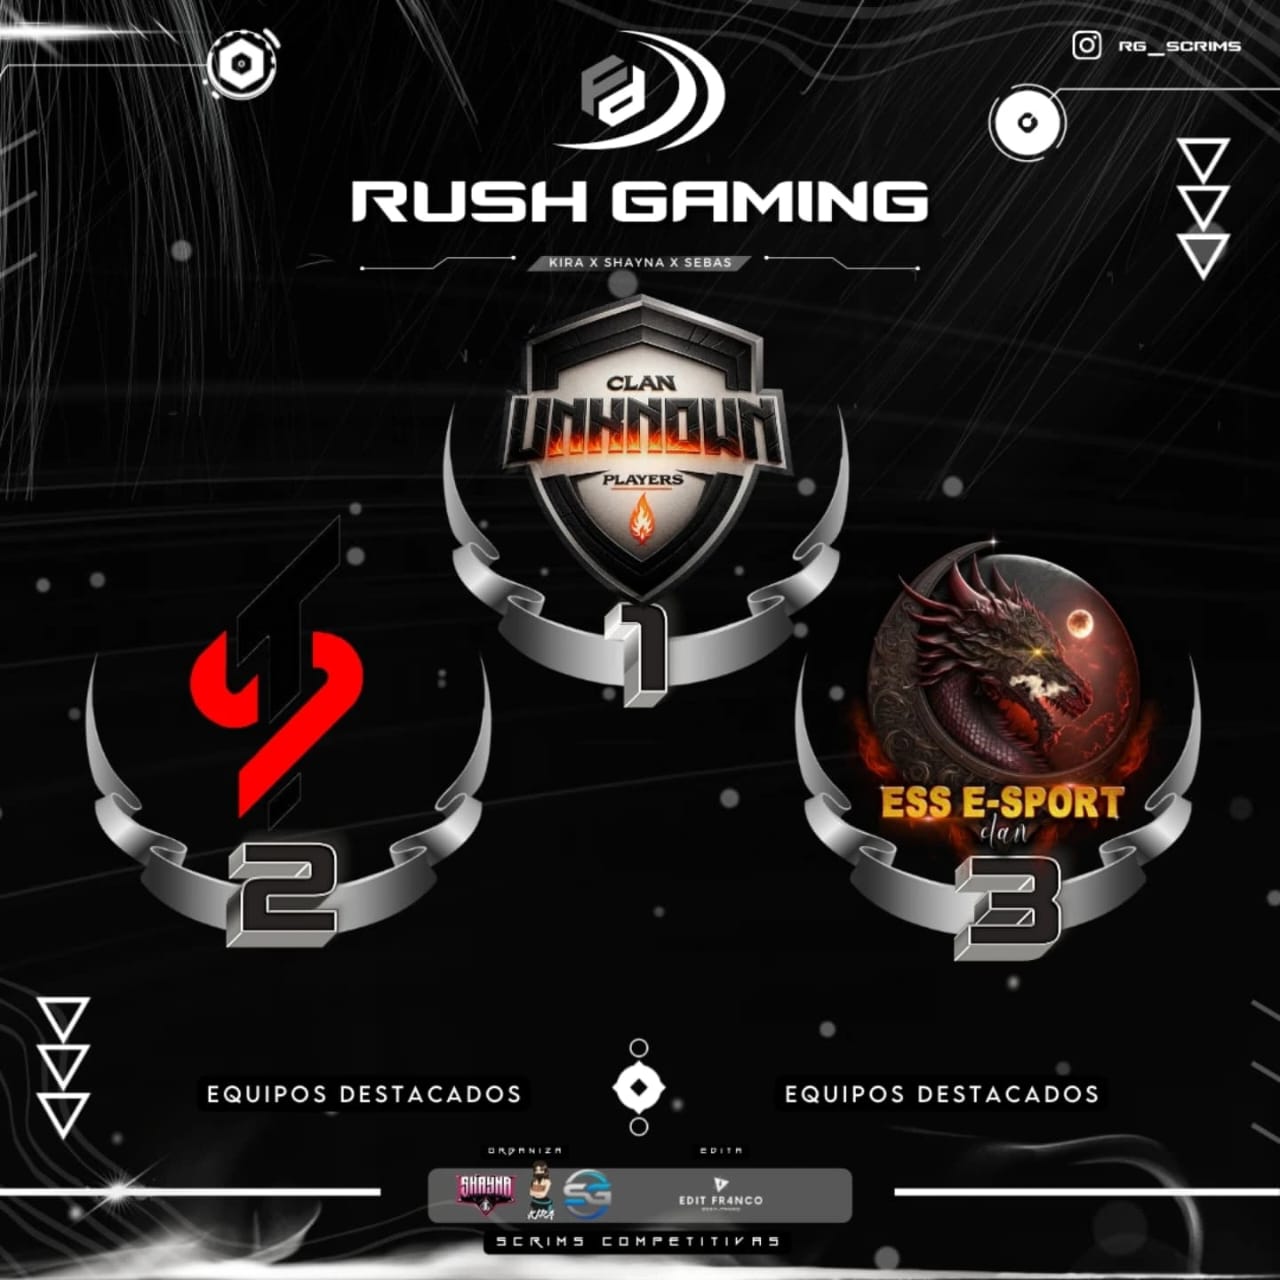 RG_SCRIMS
RUSH GAMING
KIRA X SHAYNA X SEBAS
CLAN
UNKNOWN
PLAYERS
1
ESS E-SPORT
clan
2
3
EQUIPOS DESTACADOS
EQUIPOS DESTACADOS
ORGANIZA
EDITA
SHAYNA
KIRA
SG
EDIT FR4NCO
SCRIMS COMPETITIVAS